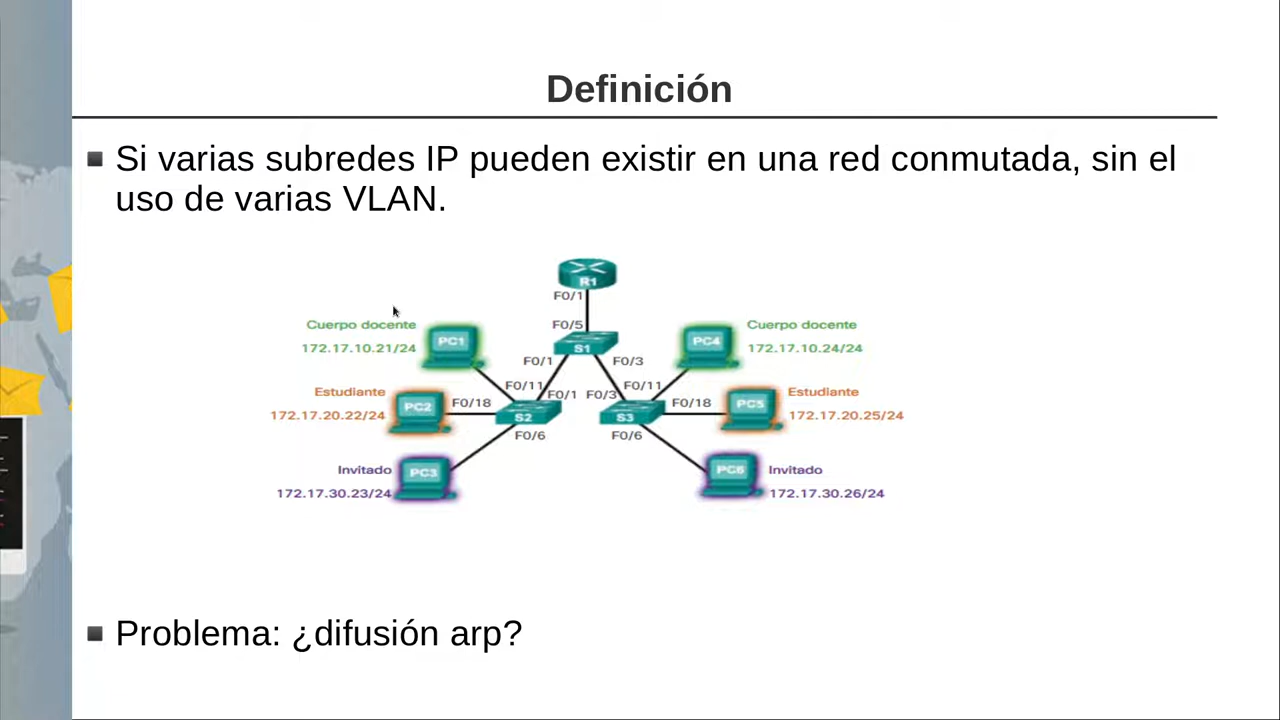 Definición
Si varias subredes IP pueden existir en una red conmutada, sin el
uso de varias VLAN.
R1
F0/1
F0/5
S1
Cuerpo docente
172.17.10.21/24
PC1
PC4
Cuerpo docente
172.17.10.24/24
F0/1
F0/3
F0/11
F0/1
F0/3
F0/11
Estudiante
172.17.20.22/24
PC2
F0/18
S2
S3
F0/18
PC5
Estudiante
172.17.20.25/24
F0/6
F0/6
Invitado
172.17.30.23/24
PC3
PC6
Invitado
172.17.30.26/24
Problema: ¿difusión arp?